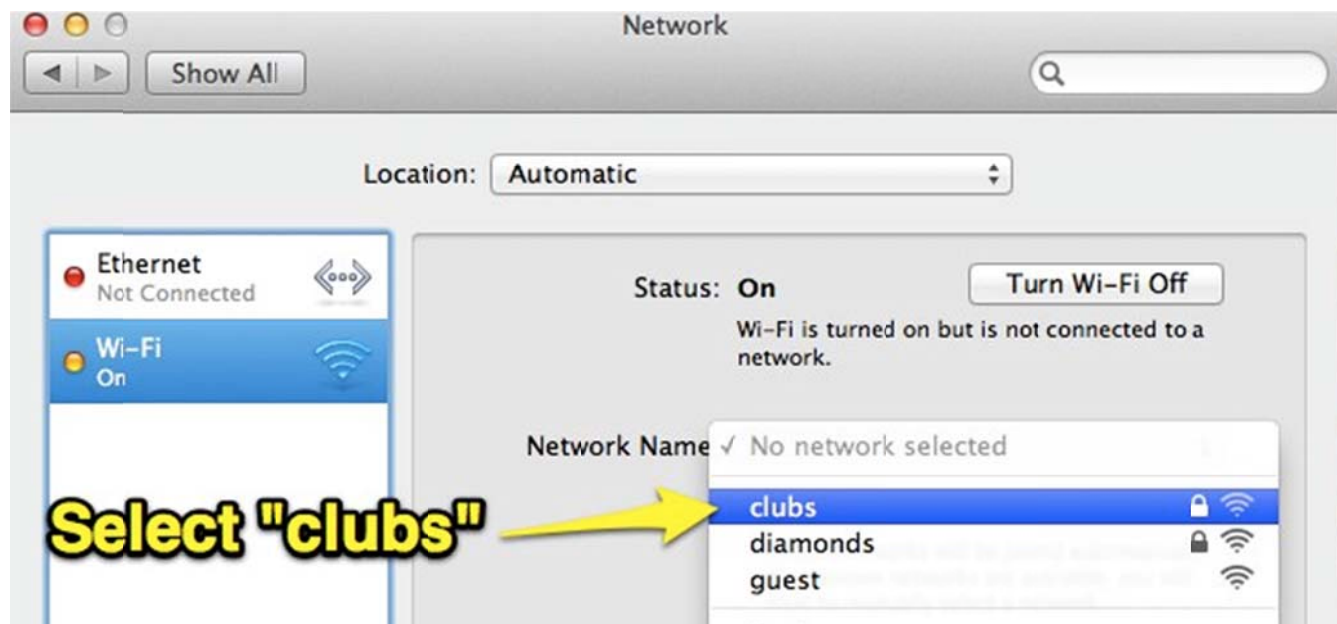 Network
Show All
Location: Automatic
Ethernet
Not Connected
Wi-Fi
On
Status: On
Turn Wi-Fi Off
Wi-Fi is turned on but is not connected to a
network.
Network Name
✓ No network selected
Select "clubs"
clubs
diamonds
guest